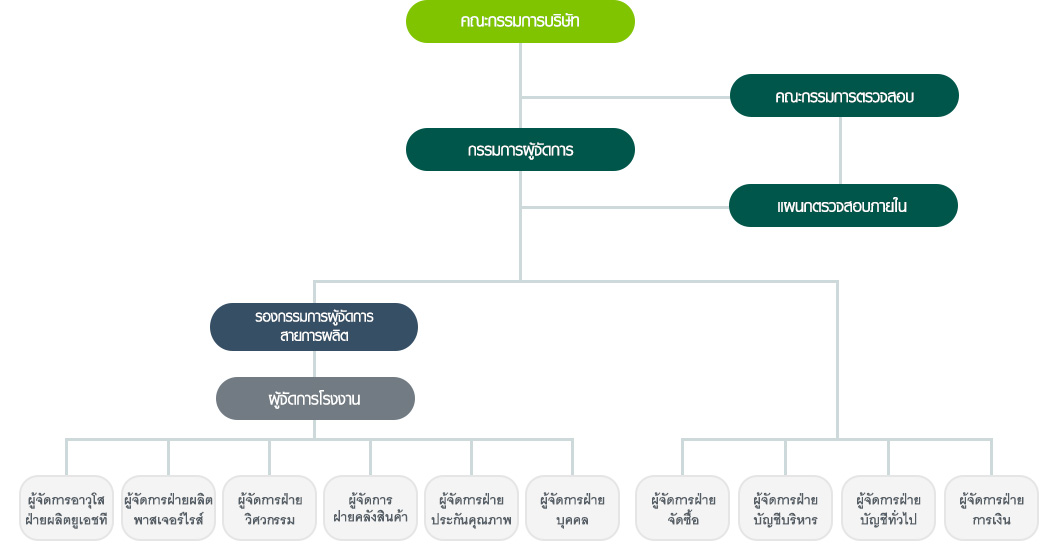 คณะกรรมการบริษัท
คณะกรรมการตรวจสอบ
กรรมการผู้จัดการ
แผนกตรวจสอบภายใน
รองกรรมการผู้จัดการ
สายการผลิต
ผู้จัดการโรงงาน
ผู้จัดการอาวุโส
ฝ่ายผลิตยูเอชที
ผู้จัดการฝ่ายผลิต
พาสเจอร์ไรส์
ผู้จัดการฝ่าย
วิศวกรรม
ผู้จัดการ
ฝ่ายคลังสินค้า
ผู้จัดการฝ่าย
ประกันคุณภาพ
ผู้จัดการฝ่าย
บุคคล
ผู้จัดการฝ่าย
จัดซื้อ
ผู้จัดการฝ่าย
บัญชีบริหาร
ผู้จัดการฝ่าย
บัญชีทั่วไป
ผู้จัดการฝ่าย
การเงิน